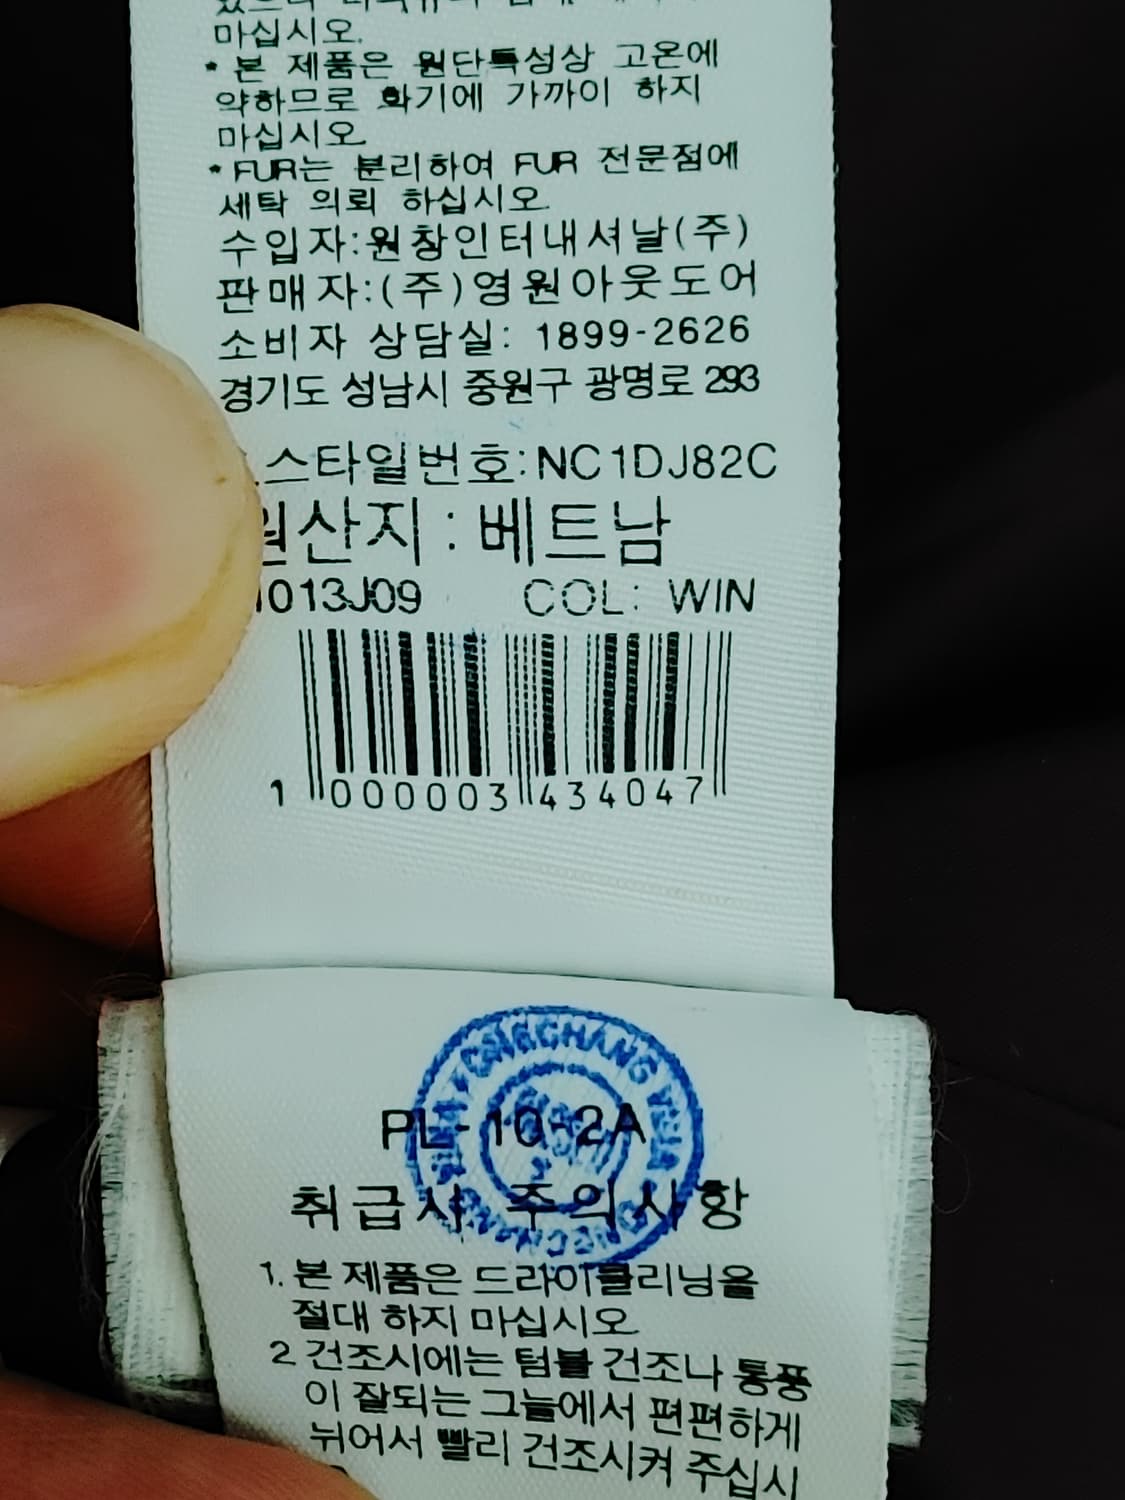 마십시오.
* 본 제품은 원단특성상 고온에
약하므로 화기에 가까이 하지
마십시오.
* FUR는 분리하여 FUR 전문점에
세탁 의뢰 하십시오.
수입자:원창인터내셔날(주)
판매자:(주)영원아웃도어
소비자 상담실: 1899-2626
경기도 성남시 중원구 광명로 293
스타일번호:NC1DJ82C
원산지 : 베트남
1013J09 COL: WIN
1 000003 434047
PL-10-2A
취급시 주의사항
1. 본 제품은 드라이클리닝을
절대 하지 마십시오.
2 건조시에는 텀블 건조나 통풍
이 잘되는 그늘에서 편편하게
뉘어서 빨리 건조시켜 주십시